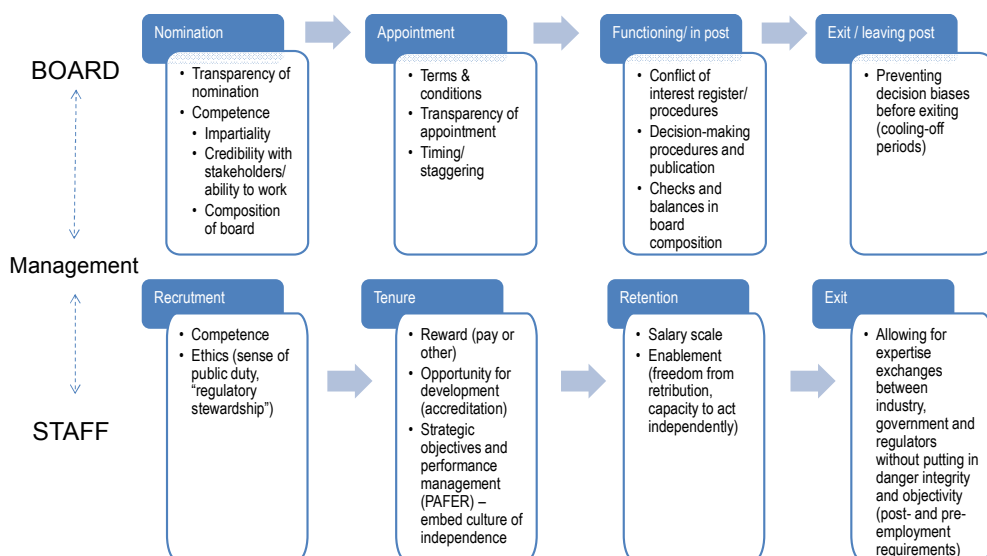 BOARD
Nomination
• Transparency of
nomination
• Competence
• Impartiality
• Credibility with
stakeholders/
ability to work
• Composition
of board
Appointment
• Terms &
conditions
• Transparency of
appointment
• Timing/
staggering
Functioning/ in post
• Conflict of
interest register/
procedures
• Decision-making
procedures and
publication
• Checks and
balances in
board
composition
Exit / leaving post
• Preventing
decision biases
before exiting
(cooling-off
periods)
Management
STAFF
Recrutment
• Competence
• Ethics (sense of
public duty,
“regulatory
stewardship”)
Tenure
• Reward (pay or
other)
• Opportunity for
development
(accreditation)
• Strategic
objectives and
performance
management
(PAFER) –
embed culture of
independence
Retention
• Salary scale
• Enablement
(freedom from
retribution,
capacity to act
independently)
Exit
• Allowing for
expertise
exchanges
between
industry,
government and
regulators
without putting in
danger integrity
and objectivity
(post- and pre-
employment
requirements)